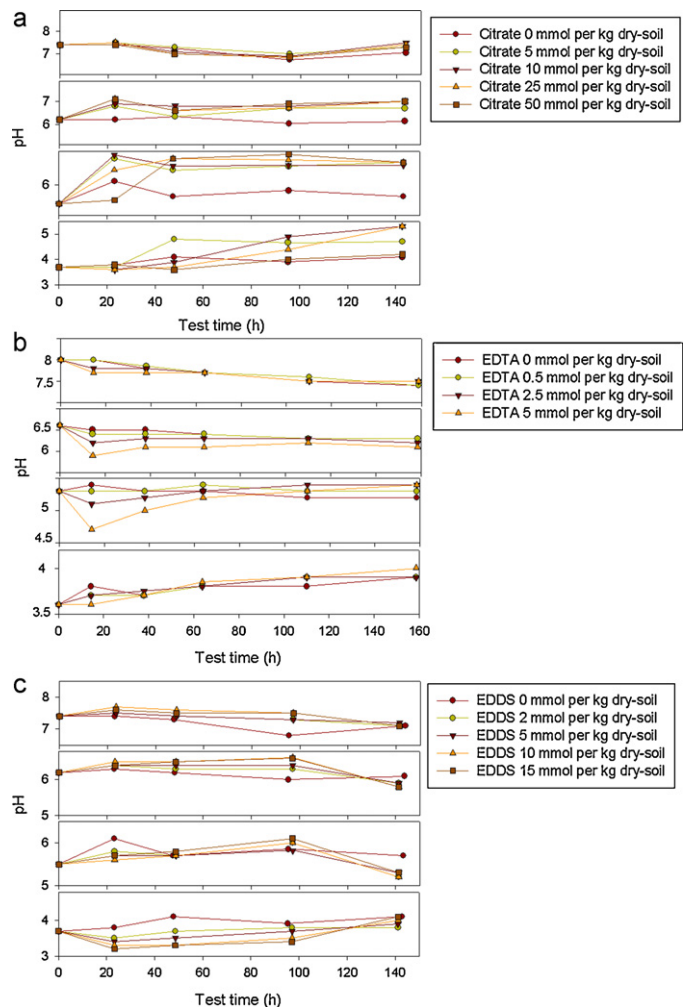 a
Citrate 0 mmol per kg dry-soil
Citrate 5 mmol per kg dry-soil
Citrate 10 mmol per kg dry-soil
Citrate 25 mmol per kg dry-soil
Citrate 50 mmol per kg dry-soil
8
7
7
6
pH
6
5
4
3
0 20 40 60 80 100 120 140 160
Test time (h)
b
EDTA 0 mmol per kg dry-soil
EDTA 0.5 mmol per kg dry-soil
EDTA 2.5 mmol per kg dry-soil
EDTA 5 mmol per kg dry-soil
8
7.5
6.5
6
pH
5
4.5
4
3.5
0 20 40 60 80 100 120 140 160
Test time (h)
c
EDDS 0 mmol per kg dry-soil
EDDS 2 mmol per kg dry-soil
EDDS 5 mmol per kg dry-soil
EDDS 10 mmol per kg dry-soil
EDDS 15 mmol per kg dry-soil
8
7
6
5
pH
6
5
4
3
0 20 40 60 80 100 120 140 160
Test time (h)